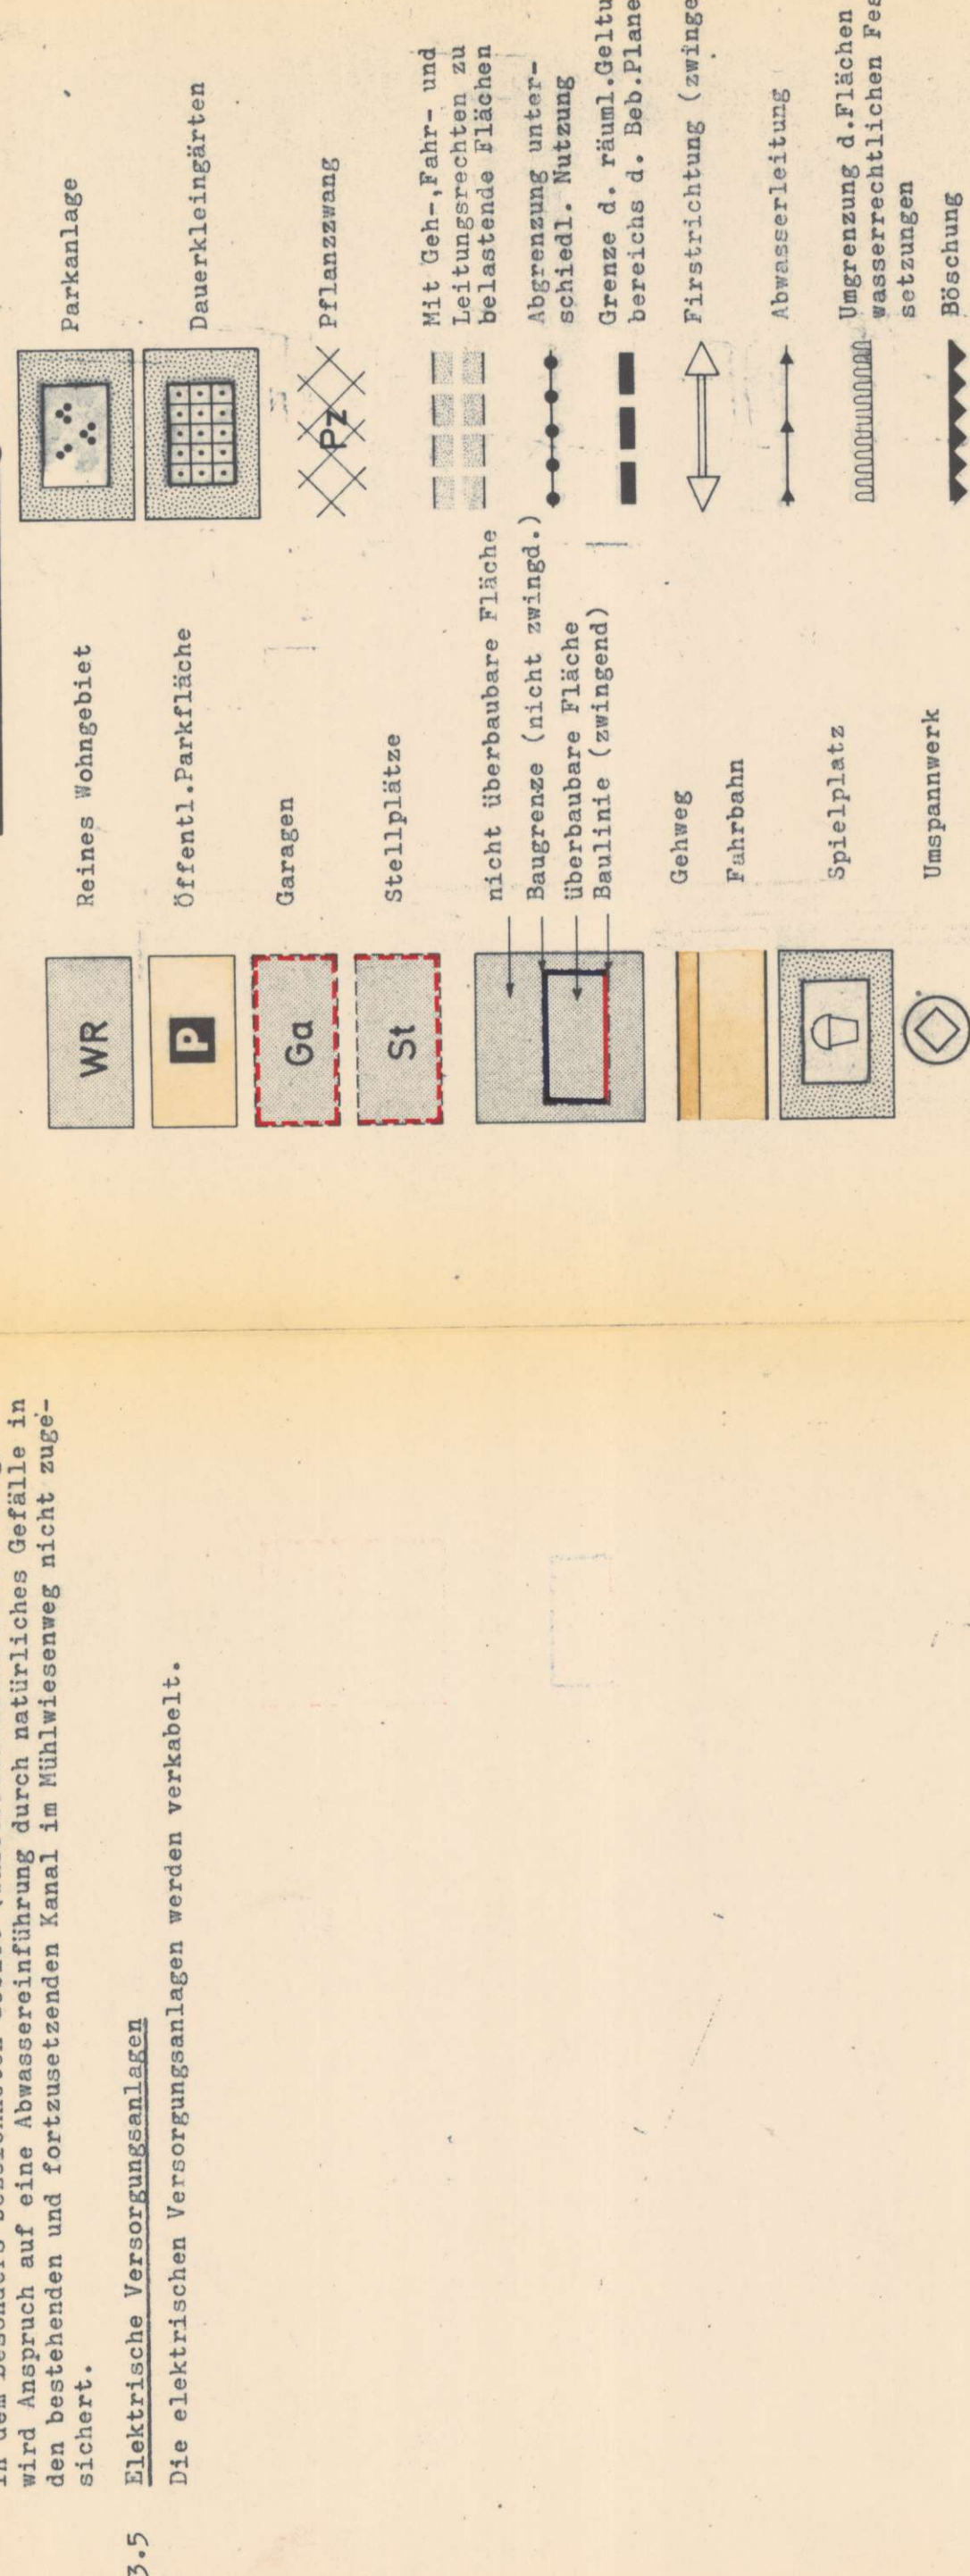 wird Anspruch auf eine Abwassereinführung durch natürliches Gefälle in
den bestehenden und fortzusetzenden Kanal im Mühlwiesenweg nicht zuge-
sichert.
3.5 Elektrische Versorgungsanlagen
Die elektrischen Versorgungsanlagen werden verkabelt.
WR Reines Wohngebiet
P Öffentl.Parkfläche
Ga Garagen
St Stellplätze
nicht überbaubare Fläche
Baugrenze (nicht zwingd.)
überbaubare Fläche
Baulinie (zwingend)
Gehweg
Fahrbahn
Spielplatz
Umspannwerk
Parkanlage
Dauerkleingärten
Pz Pflanzzwang
Mit Geh-,Fahr- und
Leitungsrechten zu
belastende Flächen
Abgrenzung unter-
schiedl. Nutzung
Grenze d. räuml.Geltu
bereichs d. Beb.Plane
Firstrichtung (zwinge
Abwasserleitung
Umgrenzung d.Flächen
wasserrechtlichen Fes
setzungen
Böschung